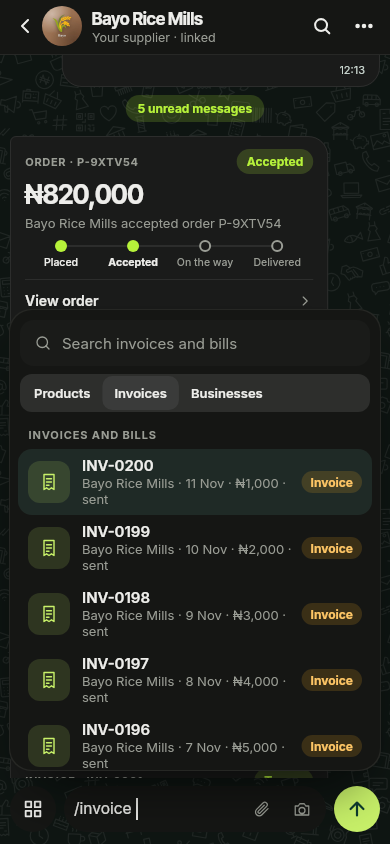 Bayo Rice Mills
Your supplier · linked
12:13
5 unread messages
ORDER · P-9XTV54
Accepted
₦820,000
Bayo Rice Mills accepted order P-9XTV54
Placed Accepted On the way Delivered
View order
Search invoices and bills
Products Invoices Businesses
INVOICES AND BILLS
INV-0200
Bayo Rice Mills · 11 Nov · ₦1,000 ·
sent
Invoice
INV-0199
Bayo Rice Mills · 10 Nov · ₦2,000 ·
sent
Invoice
INV-0198
Bayo Rice Mills · 9 Nov · ₦3,000 ·
sent
Invoice
INV-0197
Bayo Rice Mills · 8 Nov · ₦4,000 ·
sent
Invoice
INV-0196
Bayo Rice Mills · 7 Nov · ₦5,000 ·
sent
Invoice
/invoice